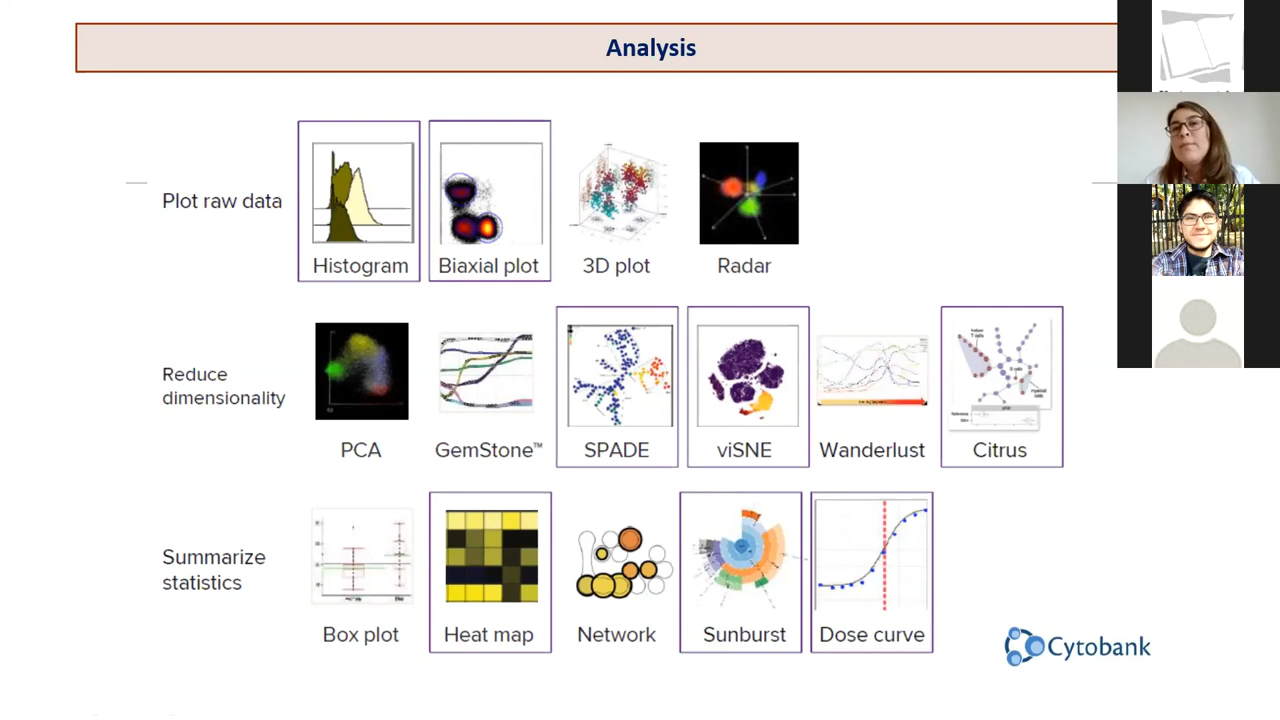 Analysis
Plot raw data
Histogram
Biaxial plot
3D plot
Radar
Reduce
dimensionality
PCA
GemStone™
SPADE
viSNE
Wanderlust
Citrus
Summarize
statistics
Box plot
Heat map
Network
Sunburst
Dose curve
Cytobank